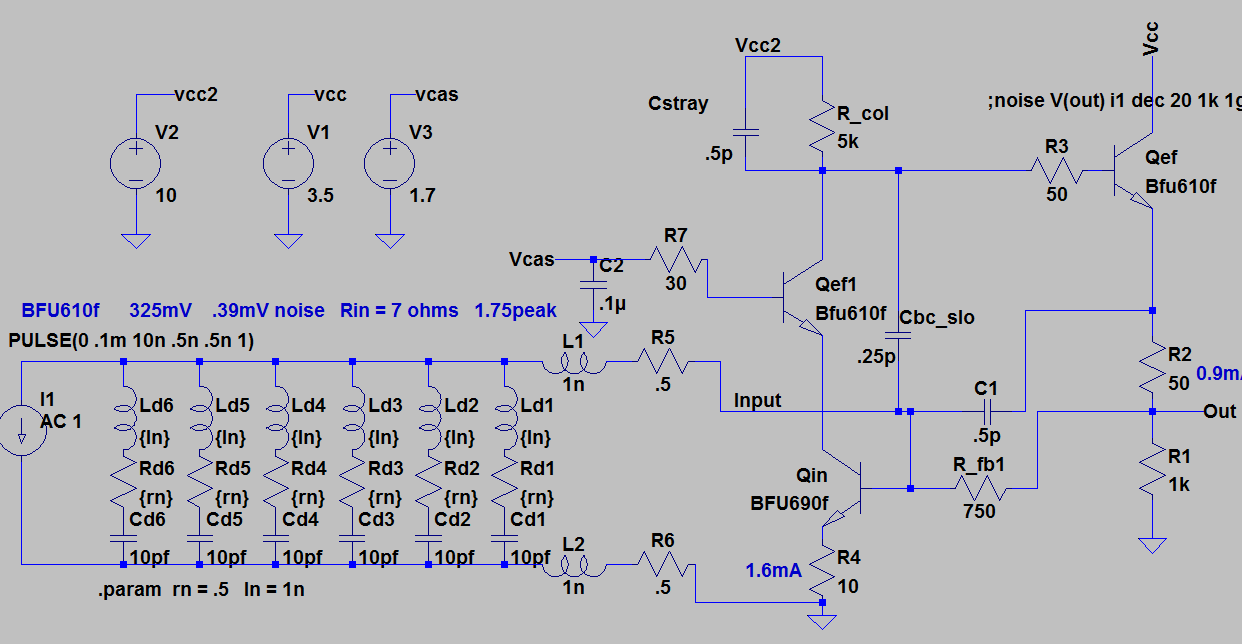 Vcc
Vcc2
vcc2
vcc
vcas
Cstray
;noise V(out) i1 dec 20 1k 1g
V2
V1
V3
R_col
5k
.5p
R3
50
Qef
Bfu610f
10
3.5
1.7
R7
30
Vcas
C2
.1µ
Qef1
Bfu610f
Cbc_slo
.25p
BFU610f 325mV .39mV noise Rin = 7 ohms 1.75peak
PULSE(0 .1m 10n .5n .5n 1)
L1
1n
R5
.5
R2
50
0.9m
I1
AC 1
Ld6
Ld5
Ld4
Ld3
Ld2
Ld1
{ln}
{ln}
{ln}
{ln}
{ln}
{ln}
Input
C1
.5p
Out
Rd6
Rd5
Rd4
Rd3
Rd2
Rd1
{rn}
{rn}
{rn}
{rn}
{rn}
{rn}
Qin
BFU690f
R_fb1
750
R1
1k
Cd6
Cd5
Cd4
Cd3
Cd2
Cd1
10pf
10pf
10pf
10pf
10pf
10pf
L2
1n
R6
.5
1.6mA
R4
10
.param rn = .5 ln = 1n